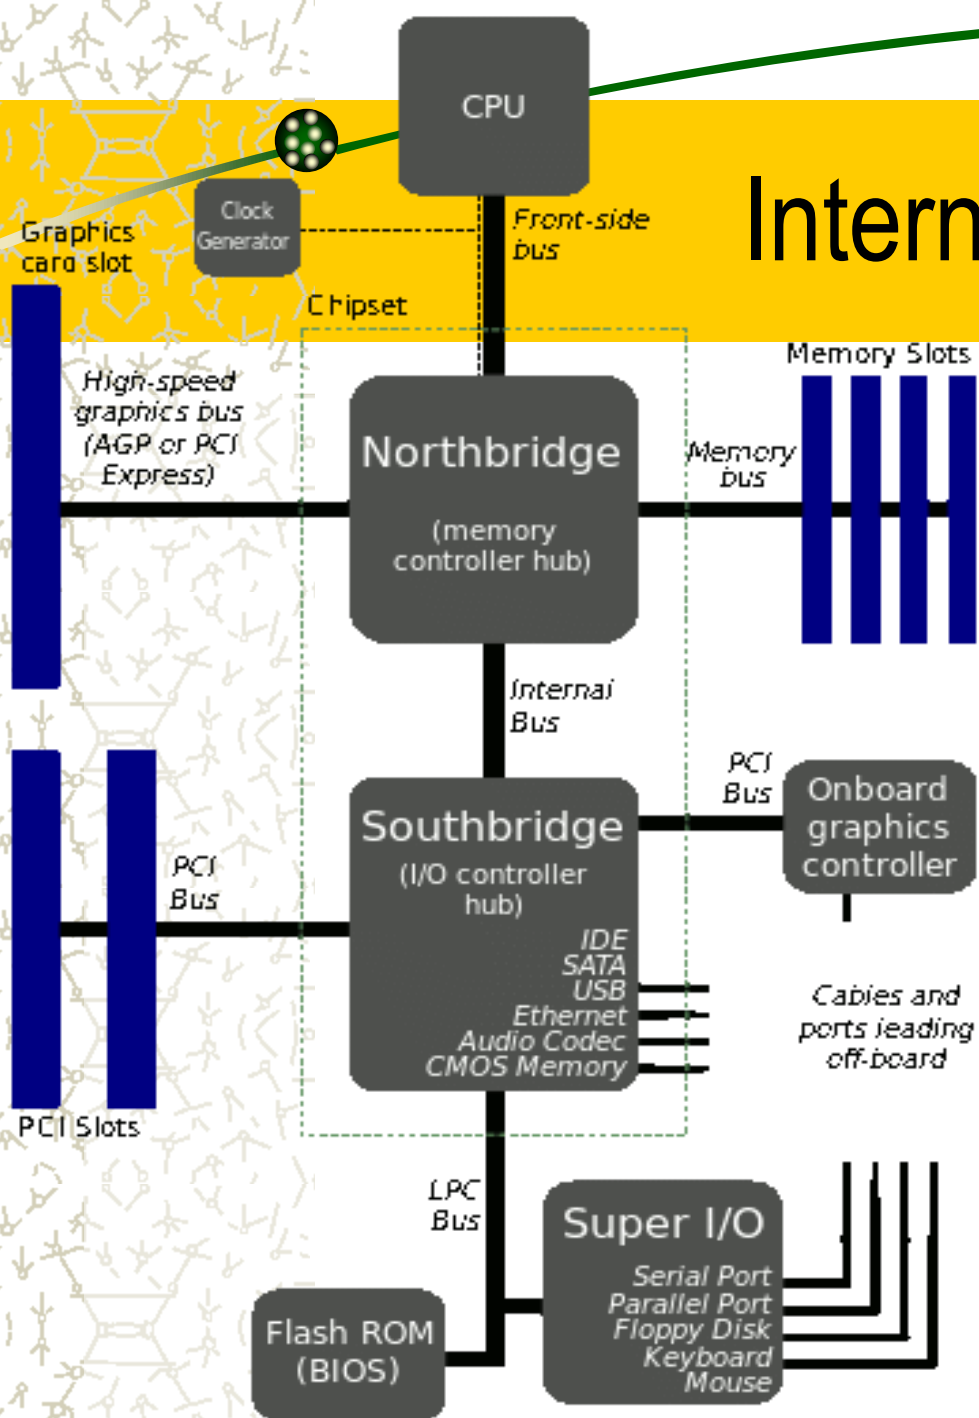 CPU
Clock
Generator
Front-side
bus
Intern
Graphics
card slot
Chipset
Memory Slots
High-speed
graphics bus
(AGP or PCI
Express)
Northbridge
(memory
controller hub)
Memory
bus
Internal
Bus
PCI
Bus
Onboard
graphics
controller
Southbridge
(I/O controller
hub)
IDE
SATA
USB
Ethernet
Audio Codec
CMOS Memory
PCI
Bus
Cables and
ports leading
off-board
PCI Slots
LPC
Bus
Super I/O
Serial Port
Parallel Port
Floppy Disk
Keyboard
Mouse
Flash ROM
(BIOS)